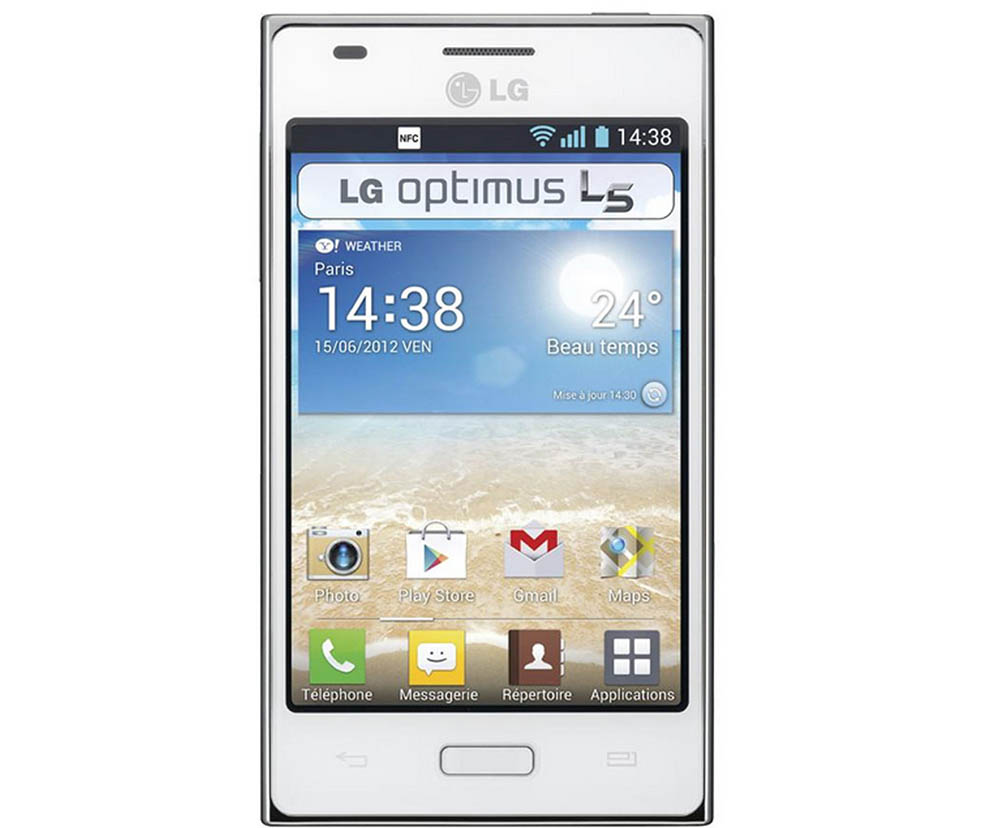 LG
NFC 14:38
LG optimus L5
Y! WEATHER
Paris
14:38 24°
15/06/2012 VEN Beau temps
Mise à jour 14:30
Photo Play Store Gmail Maps
Téléphone Messagerie Répertoire Applications